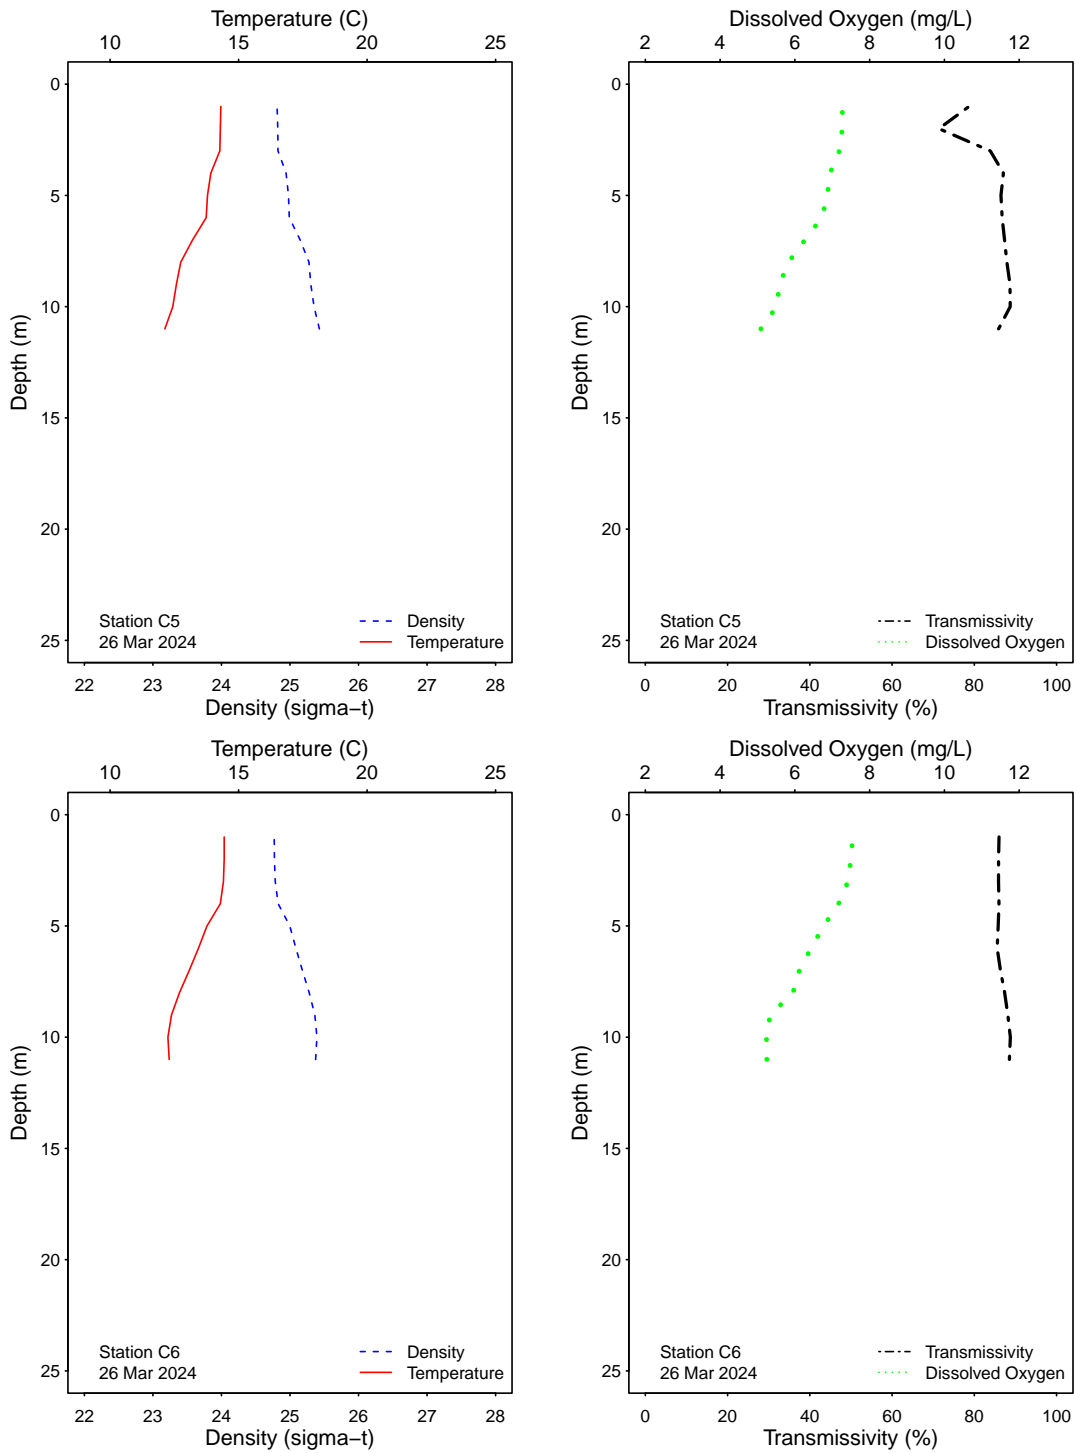 Temperature (C)
10 15 20 25
0
5
10
15
20
25
Depth (m)
Station C5
26 Mar 2024
Density
Temperature
22 23 24 25 26 27 28
Density (sigma−t)
Dissolved Oxygen (mg/L)
2 4 6 8 10 12
0
5
10
15
20
25
Depth (m)
Station C5
26 Mar 2024
Transmissivity
Dissolved Oxygen
0 20 40 60 80 100
Transmissivity (%)
Temperature (C)
10 15 20 25
0
5
10
15
20
25
Depth (m)
Station C6
26 Mar 2024
Density
Temperature
22 23 24 25 26 27 28
Density (sigma−t)
Dissolved Oxygen (mg/L)
2 4 6 8 10 12
0
5
10
15
20
25
Depth (m)
Station C6
26 Mar 2024
Transmissivity
Dissolved Oxygen
0 20 40 60 80 100
Transmissivity (%)